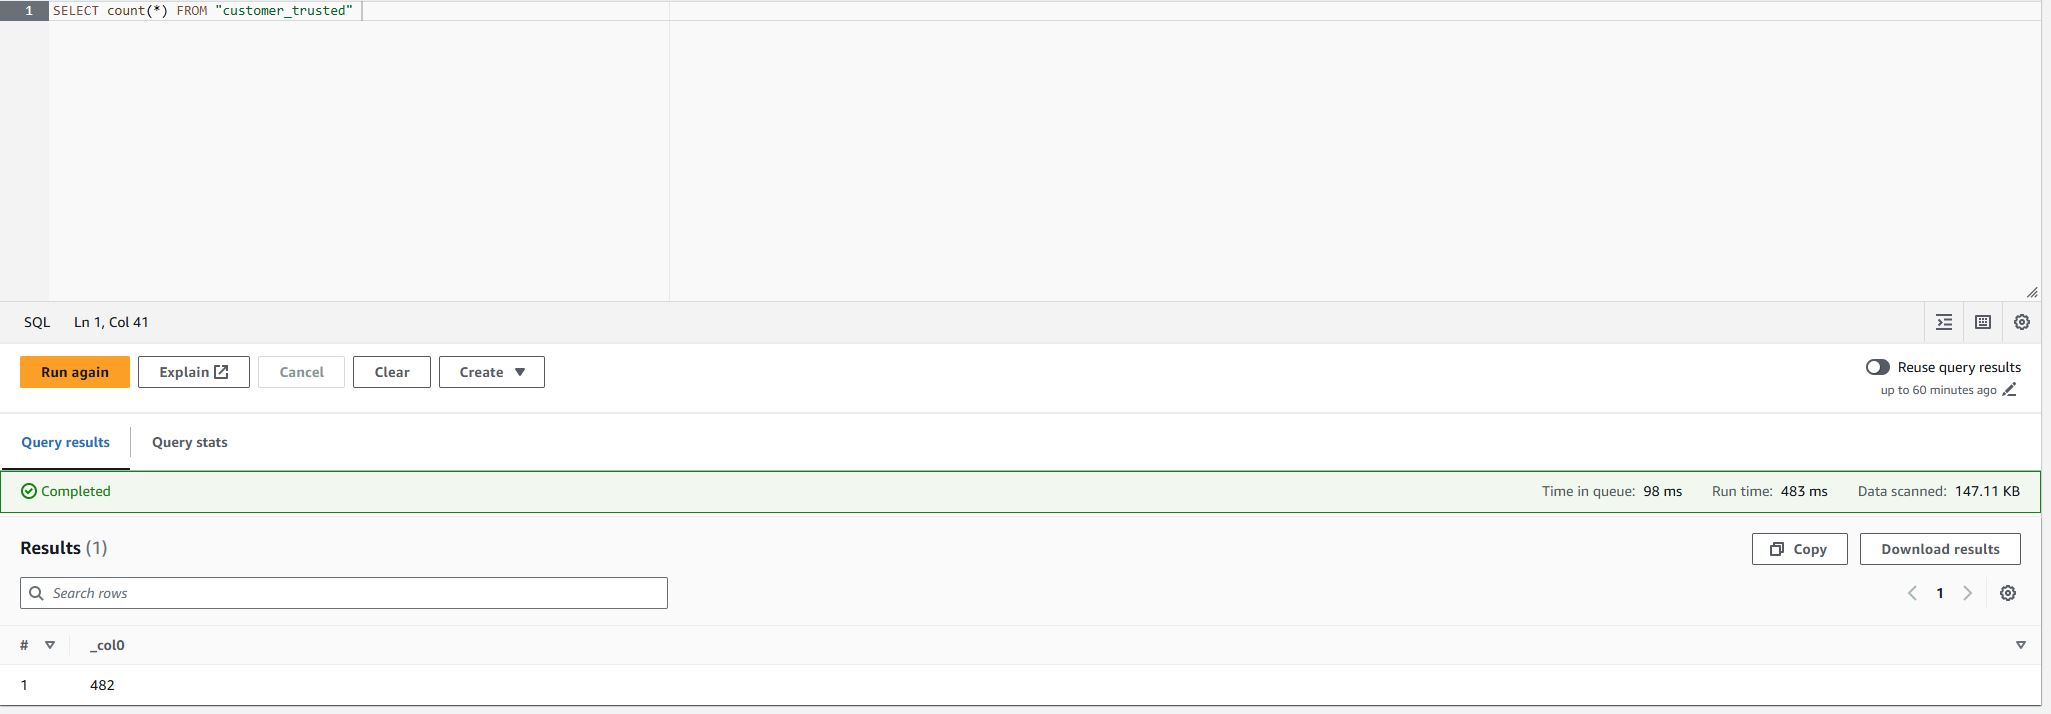 1 SELECT count(*) FROM "customer_trusted"
SQL Ln 1, Col 41
Run again Explain Cancel Clear Create Reuse query results
up to 60 minutes ago
Query results Query stats
Completed Time in queue: 98 ms Run time: 483 ms Data scanned: 147.11 KB
Results (1) Copy Download results
Search rows 1
# _col0
1 482